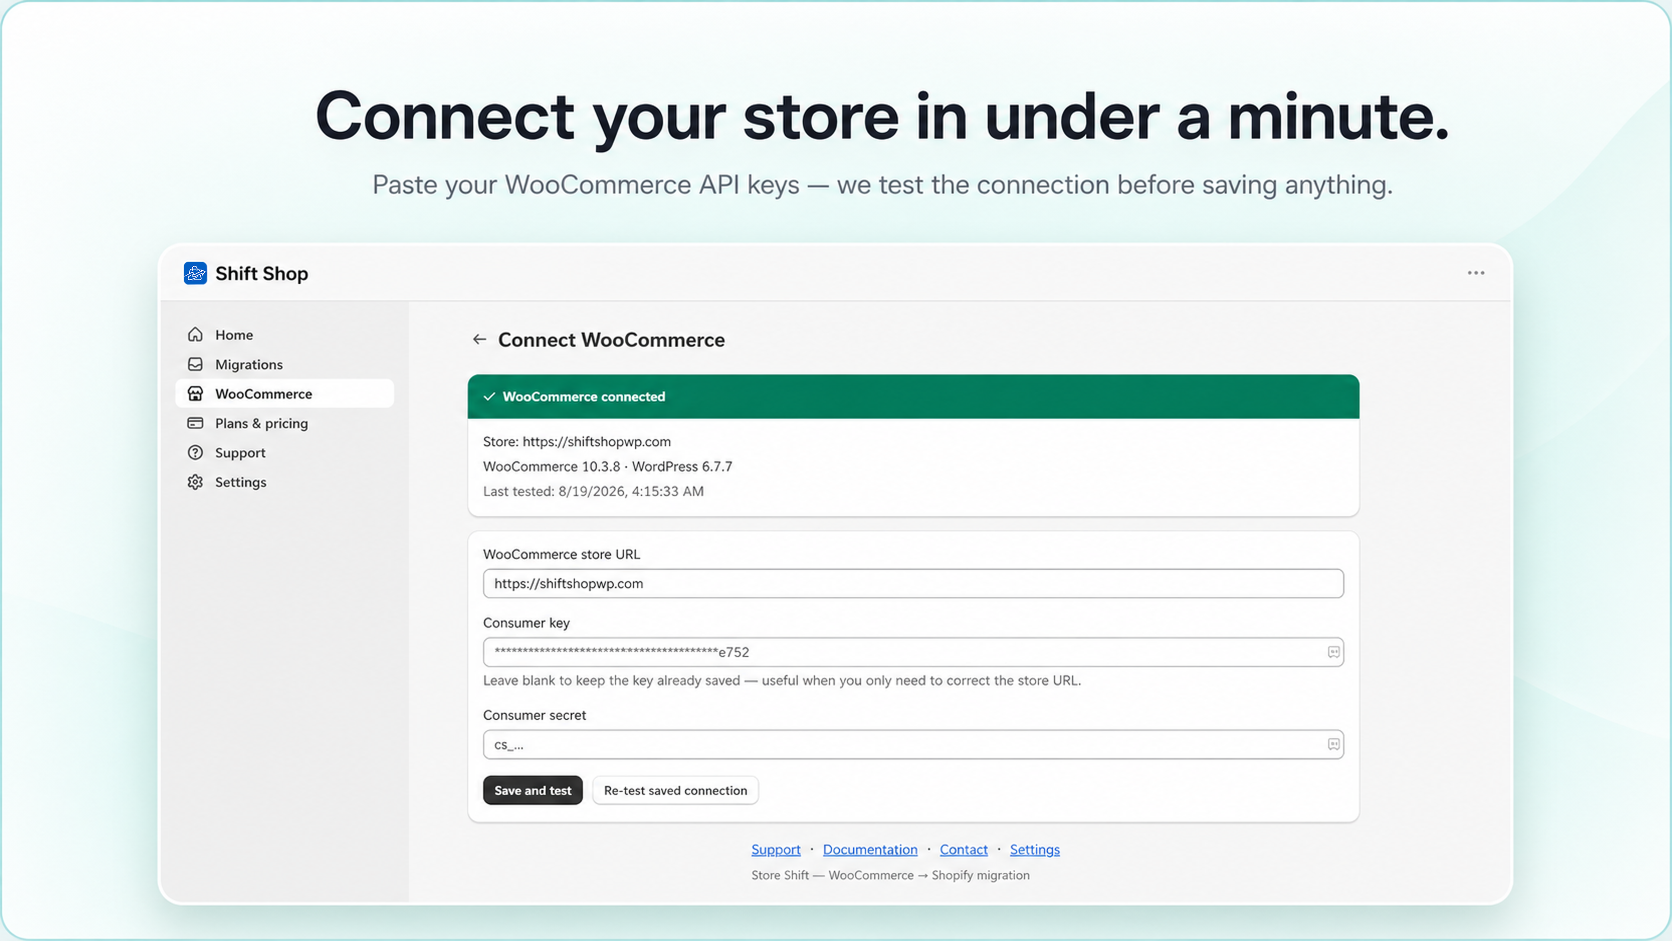 Connect your store in under a minute.
Paste your WooCommerce API keys — we test the connection before saving anything.
Shift Shop
Home
Migrations
WooCommerce
Plans & pricing
Support
Settings
Connect WooCommerce
WooCommerce connected
Store: https://shiftshopwp.com
WooCommerce 10.3.8 · WordPress 6.7.7
Last tested: 8/19/2026, 4:15:33 AM
WooCommerce store URL
https://shiftshopwp.com
Consumer key
***************************************e752
Leave blank to keep the key already saved — useful when you only need to correct the store URL.
Consumer secret
cs_...
Save and test
Re-test saved connection
Support · Documentation · Contact · Settings
Store Shift — WooCommerce → Shopify migration